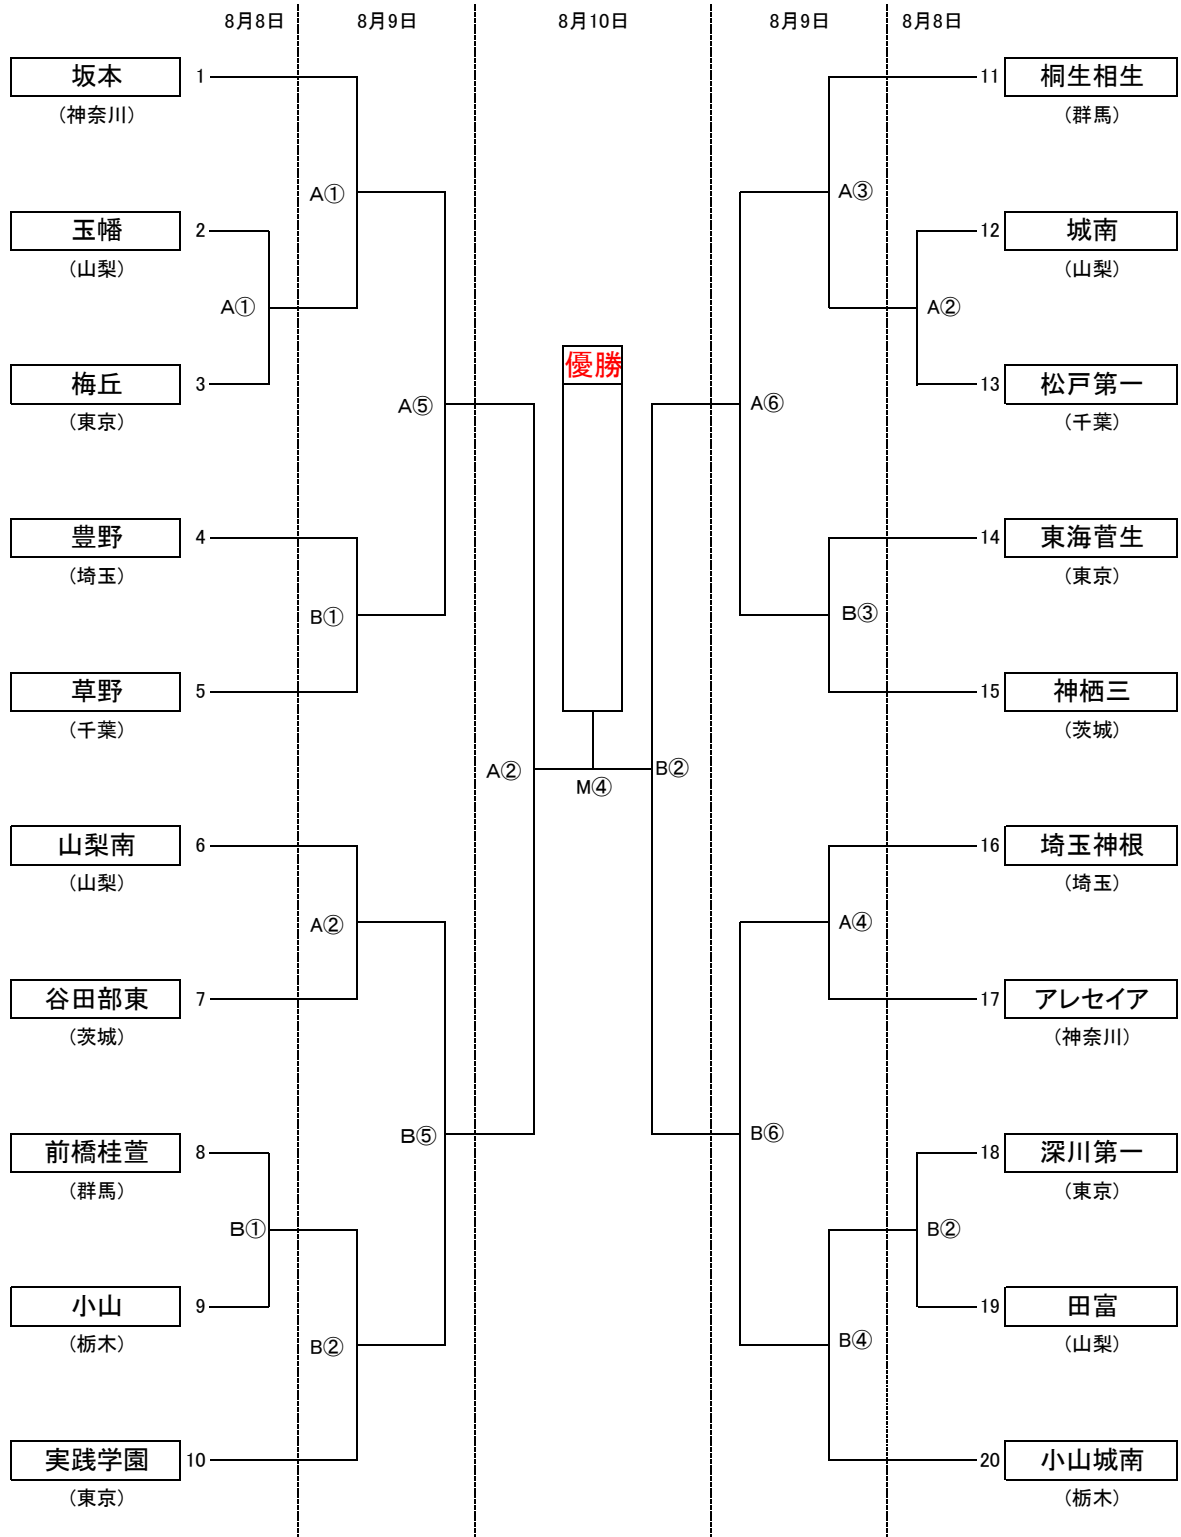 8月8日 8月9日 8月10日 8月9日 8月8日
坂本 1
(神奈川)
玉幡 2
(山梨)
梅丘 3
(東京)
豊野 4
(埼玉)
草野 5
(千葉)
山梨南 6
(山梨)
谷田部東 7
(茨城)
前橋桂萱 8
(群馬)
小山 9
(栃木)
実践学園 10
(東京)
A①
B①
A①
B①
A②
B②
A⑤
B⑤
A②
優勝
M④
B②
A⑥
B⑥
A③
B③
A④
B④
A②
B②
11 桐生相生
(群馬)
12 城南
(山梨)
13 松戸第一
(千葉)
14 東海菅生
(東京)
15 神栖三
(茨城)
16 埼玉神根
(埼玉)
17 アレセイア
(神奈川)
18 深川第一
(東京)
19 田富
(山梨)
20 小山城南
(栃木)